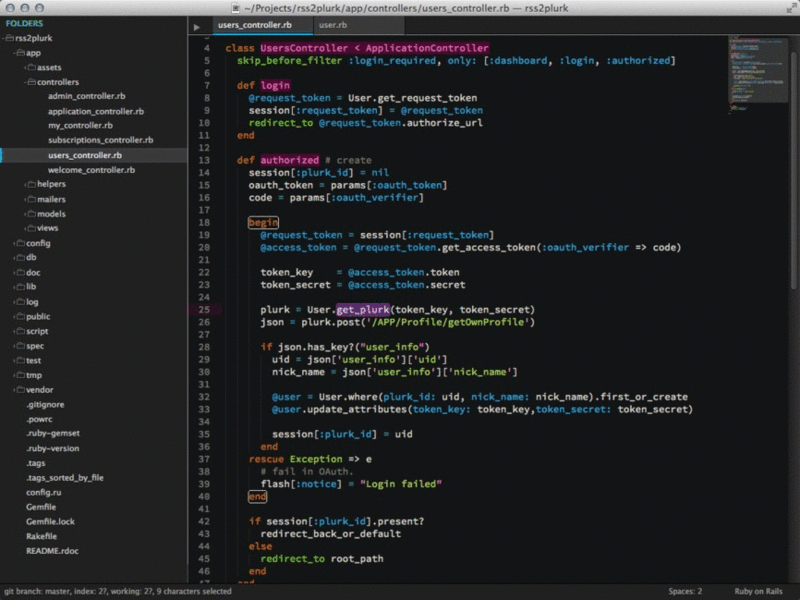 ~/Projects/rss2plurk/app/controllers/users_controller.rb — rss2plurk
FOLDERS
rss2plurk
app
assets
controllers
admin_controller.rb
application_controller.rb
my_controller.rb
subscriptions_controller.rb
users_controller.rb
welcome_controller.rb
helpers
mailers
models
views
config
db
doc
lib
log
public
script
spec
test
tmp
vendor
.gitignore
.powrc
.ruby-gemset
.ruby-version
.tags
.tags_sorted_by_file
config.ru
Gemfile
Gemfile.lock
Rakefile
README.rdoc
users_controller.rb user.rb
4 class UsersController < ApplicationController
5 skip_before_filter :login_required, only: [:dashboard, :login, :authorized]
6
7 def login
8 @request_token = User.get_request_token
9 session[:request_token] = @request_token
10 redirect_to @request_token.authorize_url
11 end
12
13 def authorized # create
14 session[:plurk_id] = nil
15 oauth_token = params[:oauth_token]
16 code = params[:oauth_verifier]
17
18 begin
19 @request_token = session[:request_token]
20 @access_token = @request_token.get_access_token(:oauth_verifier => code)
21
22 token_key = @access_token.token
23 token_secret = @access_token.secret
24
25 plurk = User.get_plurk(token_key, token_secret)
26 json = plurk.post('/APP/Profile/getOwnProfile')
27
28 if json.has_key?("user_info")
29 uid = json['user_info']['uid']
30 nick_name = json['user_info']['nick_name']
31
32 @user = User.where(plurk_id: uid, nick_name: nick_name).first_or_create
33 @user.update_attributes(token_key: token_key,token_secret: token_secret)
34
35 session[:plurk_id] = uid
36 end
37 rescue Exception => e
38 # fail in OAuth.
39 flash[:notice] = "Login failed"
40 end
41
42 if session[:plurk_id].present?
43 redirect_back_or_default
44 else
45 redirect_to root_path
46 end
47 end
git branch: master, index: 2?, working: 2?, 9 characters selected Spaces: 2 Ruby on Rails